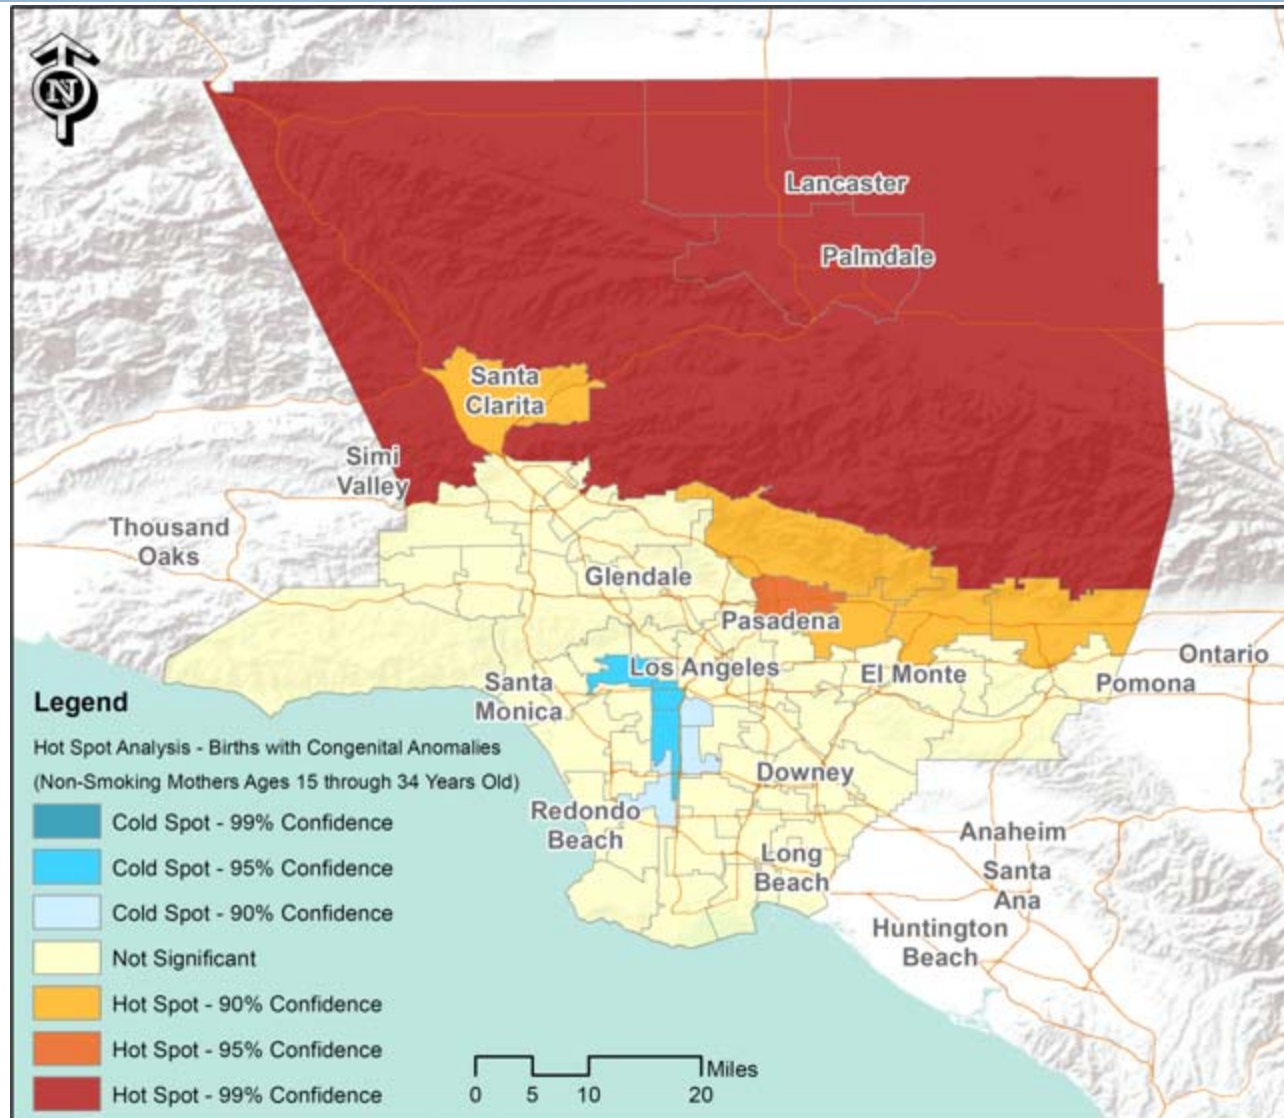 N
Lancaster
Palmdale
Santa
Clarita
Simi
Valley
Thousand
Oaks
Glendale
Pasadena
Los Angeles
El Monte
Ontario
Pomona
Santa
Monica
Downey
Redondo
Beach
Anaheim
Long
Beach
Santa
Ana
Huntington
Beach
Legend
Hot Spot Analysis - Births with Congenital Anomalies
(Non-Smoking Mothers Ages 15 through 34 Years Old)
Cold Spot - 99% Confidence
Cold Spot - 95% Confidence
Cold Spot - 90% Confidence
Not Significant
Hot Spot - 90% Confidence
Hot Spot - 95% Confidence
Hot Spot - 99% Confidence
Miles
0 5 10 20